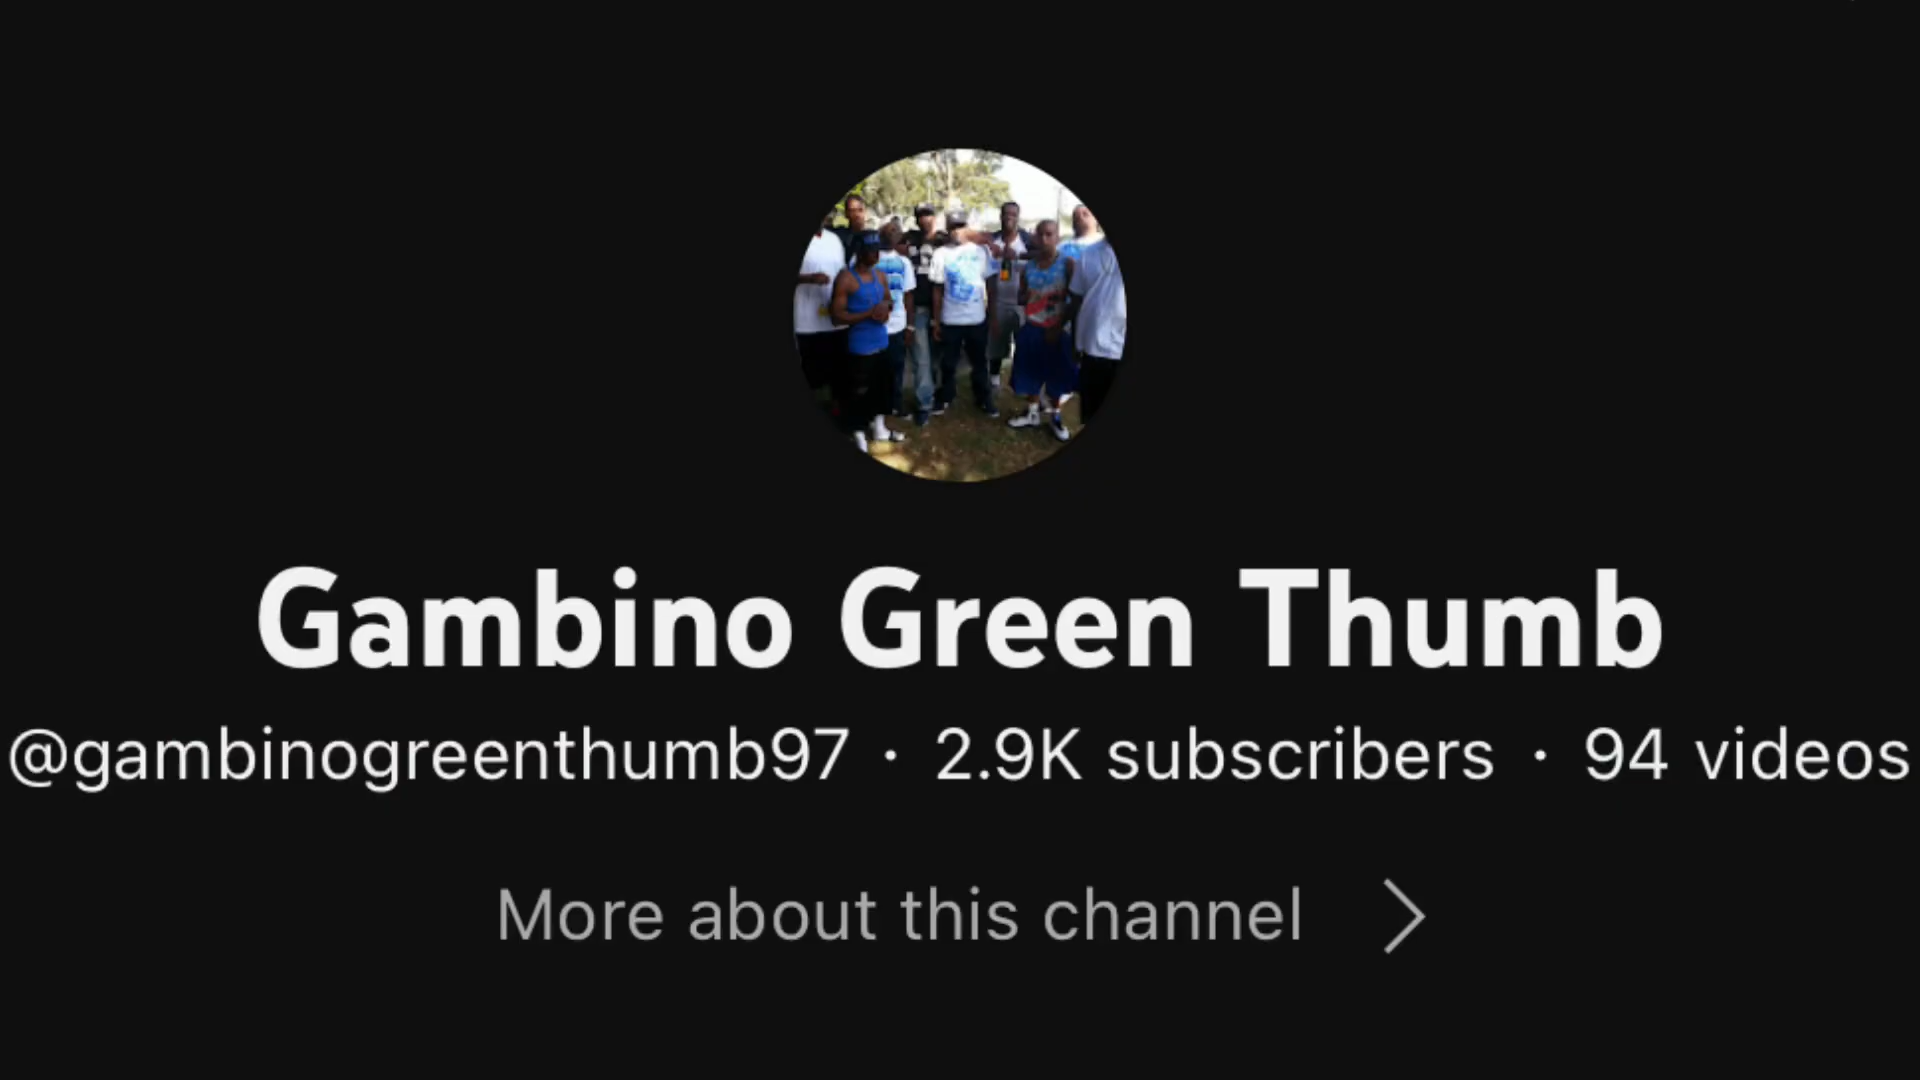 Gambino Green Thumb
@gambinogreenthumb97 · 2.9K subscribers · 94 videos
More about this channel